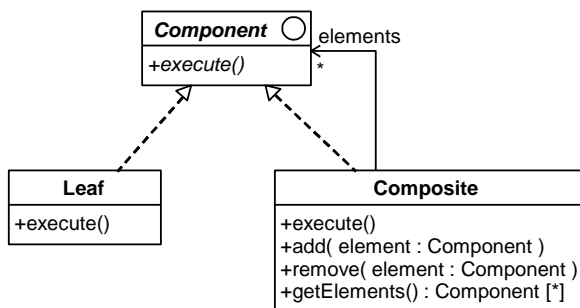 Component
+execute()
elements
*
Leaf
+execute()
Composite
+execute()
+add( element : Component )
+remove( element : Component )
+getElements() : Component [*]